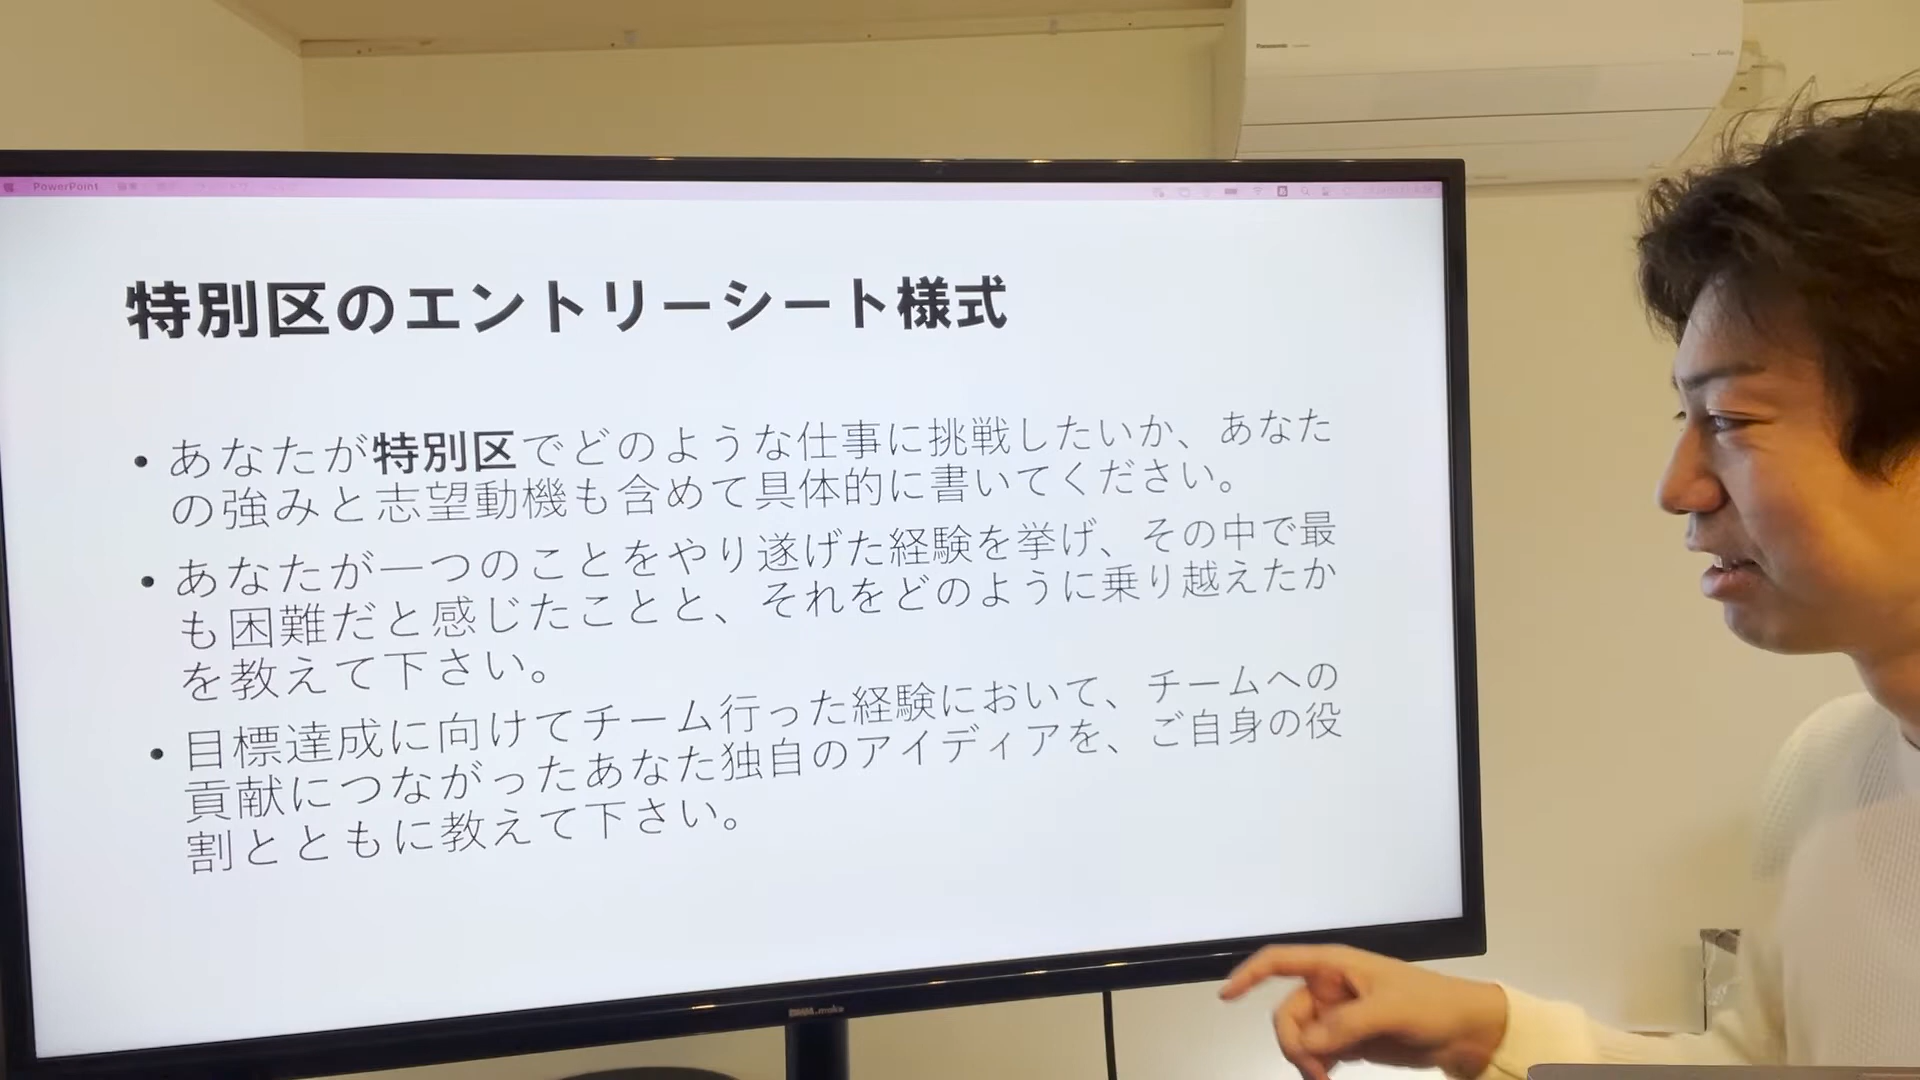 PowerPoint
特別区のエントリーシート様式
• あなたが特別区でどのような仕事に挑戦したいか、あなた
の強みと志望動機も含めて具体的に書いてください。
• あなたが一つのことをやり遂げた経験を挙げ、その中で最
も困難だと感じたことと、それをどのように乗り越えたか
を教えて下さい。
• 目標達成に向けてチーム行った経験において、チームへの
貢献につながったあなた独自のアイディアを、ご自身の役
割とともに教えて下さい。
Panasonic
DMM.make